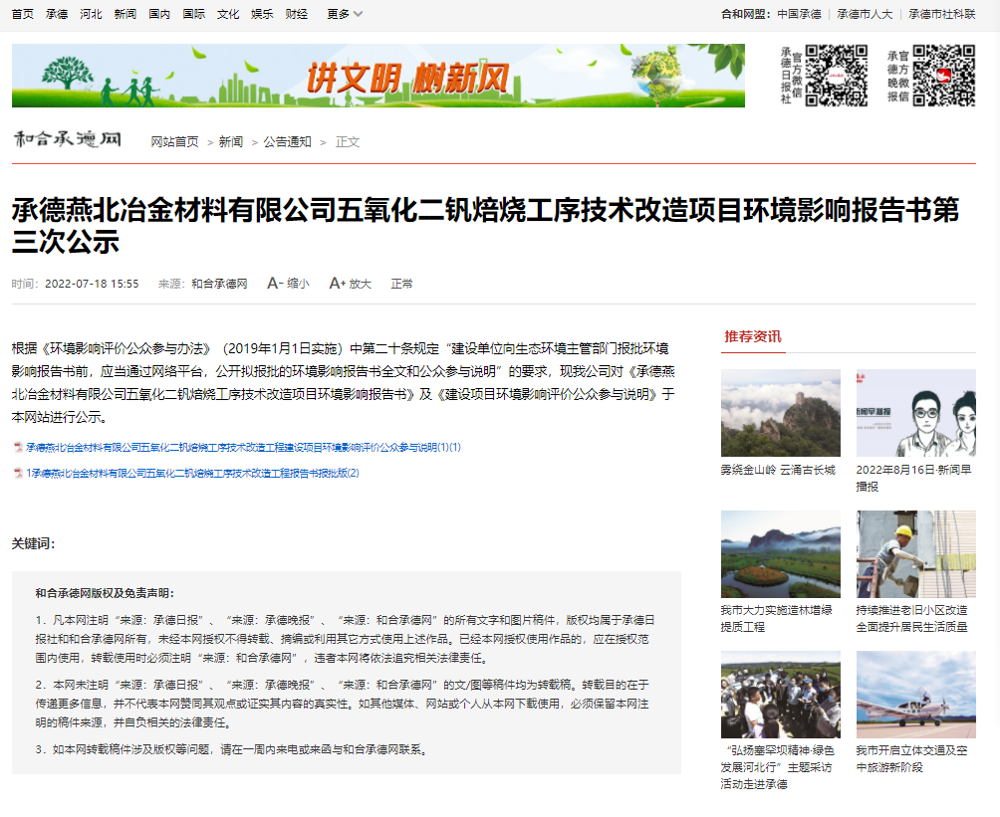 首页 承德 河北 新闻 国内 国际 文化 娱乐 财经 更多
合和网盟： 中国承德 | 承德市人大 | 承德市社科联
讲文明 树新风
承德日报社 官方微信
承德晚报 官方微信
和合承德网
网站首页 > 新闻 > 公告通知 > 正文
承德燕北冶金材料有限公司五氧化二钒焙烧工序技术改造项目环境影响报告书第
三次公示
时间： 2022-07-18 15:55 来源： 和合承德网 A- 缩小 A+ 放大 正常
根据《环境影响评价公众参与办法》（2019年1月1日实施）中第二十条规定“建设单位向生态环境主管部门报批环境
影响报告书前，应当通过网络平台，公开拟报批的环境影响报告书全文和公众参与说明”的要求，现我公司对《承德燕
北冶金材料有限公司五氧化二钒焙烧工序技术改造项目环境影响报告书》及《建设项目环境影响评价公众参与说明》于
本网站进行公示。
承德燕北冶金材料有限公司五氧化二钒焙烧工序技术改造工程建设项目环境影响评价公众参与说明(1)(1)
1承德燕北冶金材料有限公司五氧化二钒焙烧工序技术改造工程报告书报批版(2)
关键词：
和合承德网版权及免责声明：
1．凡本网注明“来源：承德日报”、“来源：承德晚报”、“来源：和合承德网”的所有文字和图片稿件，版权均属于承德日
报社和和合承德网所有，未经本网授权不得转载、摘编或利用其它方式使用上述作品。已经本网授权使用作品的，应在授权范
围内使用，转载使用时必须注明“来源：和合承德网”，违者本网将依法追究相关法律责任。
2．本网未注明“来源：承德日报”、“来源：承德晚报”、“来源：和合承德网”的文/图等稿件均为转载稿。转载目的在于
传递更多信息，并不代表本网赞同其观点或证实其内容的真实性。如其他媒体、网站或个人从本网下载使用，必须保留本网注
明的稿件来源，并自负相关的法律责任。
3．如本网转载稿件涉及版权等问题，请在一周内来电或来函与和合承德网联系。
推荐资讯
雾绕金山岭 云涌古长城
新闻早播报
2022年8月16日·新闻早
播报
我市大力实施造林增绿
提质工程
持续推进老旧小区改造
全面提升居民生活质量
“弘扬塞罕坝精神·绿色
发展河北行”主题采访
活动走进承德
我市开启立体交通及空
中旅游新阶段